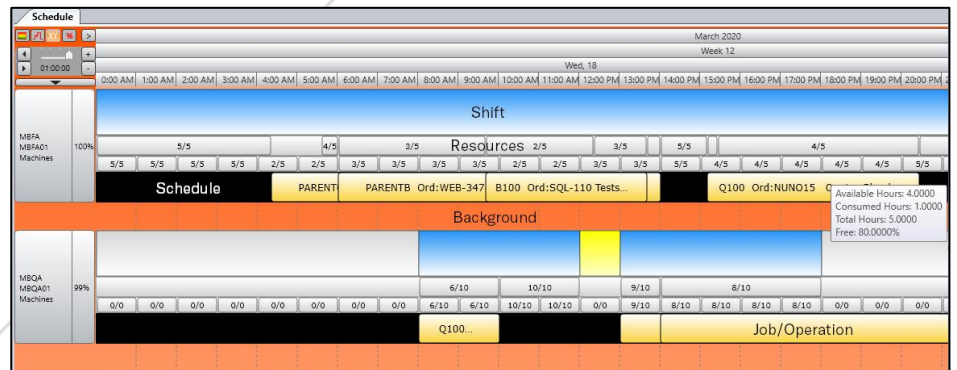 Schedule
XY % >
March 2020
+
Week 12
01:00:00 -
Wed, 18
0:00 AM 1:00 AM 2:00 AM 3:00 AM 4:00 AM 5:00 AM 6:00 AM 7:00 AM 8:00 AM 9:00 AM 10:00 AM 11:00 AM 12:00 PM 13:00 PM 14:00 PM 15:00 PM 16:00 PM 17:00 PM 18:00 PM 19:00 PM 20:00 PM
Shift
MBFA
MBFA01
Machines
100%
5/5 4/5 3/5 Resources 2/5 3/5 5/5 4/5
5/5 5/5 5/5 5/5 2/5 2/5 3/5 3/5 3/5 3/5 2/5 2/5 3/5 3/5 5/5 4/5 4/5 4/5 4/5 4/5 5/5
Schedule PARENT PARENTB Ord:WEB-347 B100 Ord:SQL-110 Tests... Q100 Ord:NUNO15
Available Hours: 4.0000
Consumed Hours: 1.0000
Total Hours: 5.0000
Free: 80.0000%
Background
MBQA
MBQA01
Machines
99%
6/10 10/10 9/10 8/10
0/0 0/0 0/0 0/0 0/0 0/0 0/0 0/0 6/10 6/10 10/10 10/10 0/0 9/10 8/10 8/10 8/10 8/10 0/0 0/0 0/0
Q100... Job/Operation